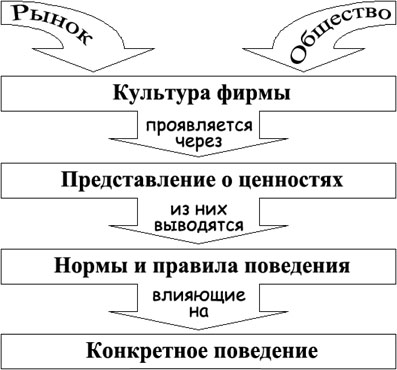 Рынок
Общество
Культура фирмы
проявляется
через
Представление о ценностях
из них
выводятся
Нормы и правила поведения
влияющие
на
Конкретное поведение